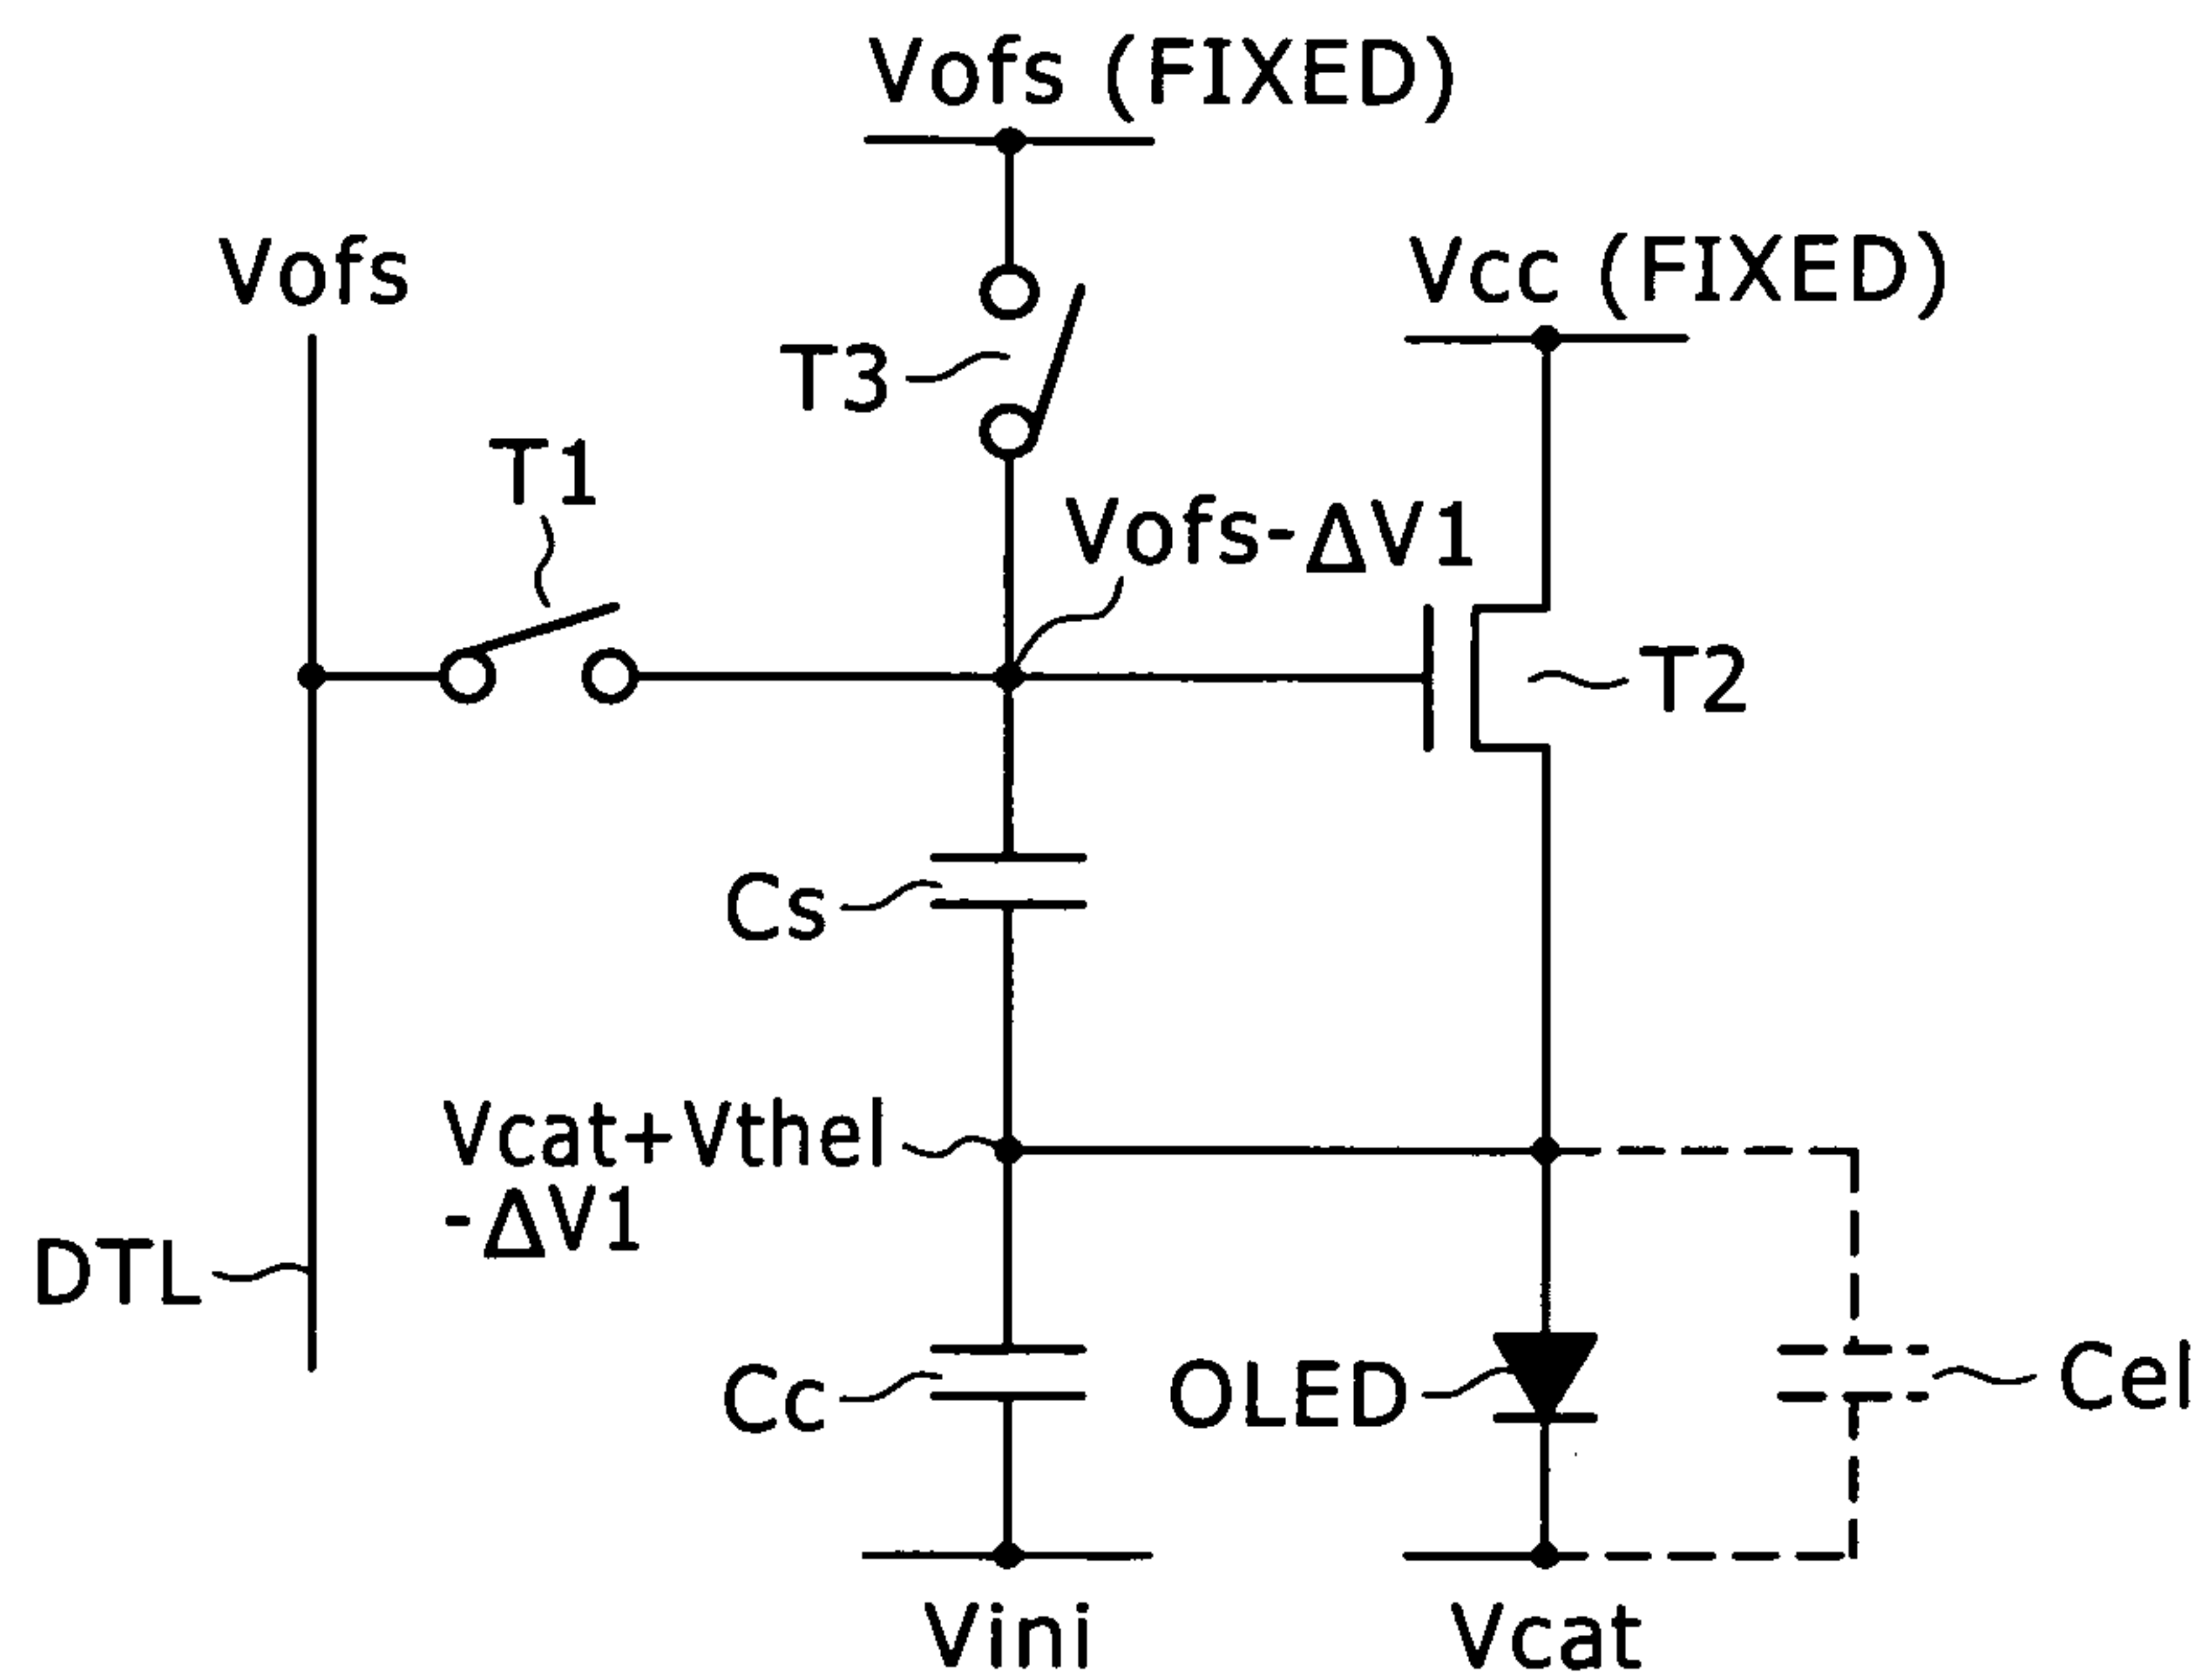 Vofs (FIXED)
Vofs
Vcc (FIXED)
T3
T1
Vofs-ΔV1
T2
Cs
Vcat+Vthel
-ΔV1
DTL
Cc
OLED
Cel
Vini
Vcat